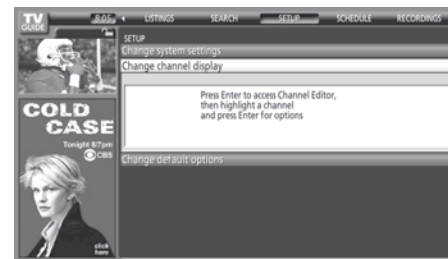 TV
GUIDE
8:05
LISTINGS
SEARCH
SETUP
SCHEDULE
RECORDINGS
SETUP
Change system settings
Change channel display
Press Enter to access Channel Editor,
then highlight a channel
and press Enter for options
Change default options
COLD
CASE
Tonight 8/7pm
CBS
click
here